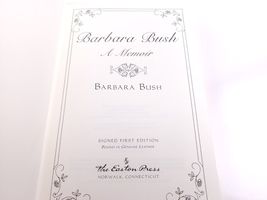 Barbara Bush
A Memoir
BARBARA BUSH
SIGNED FIRST EDITION
BOUND IN GENUINE LEATHER
The Easton Press
NORWALK, CONNECTICUT